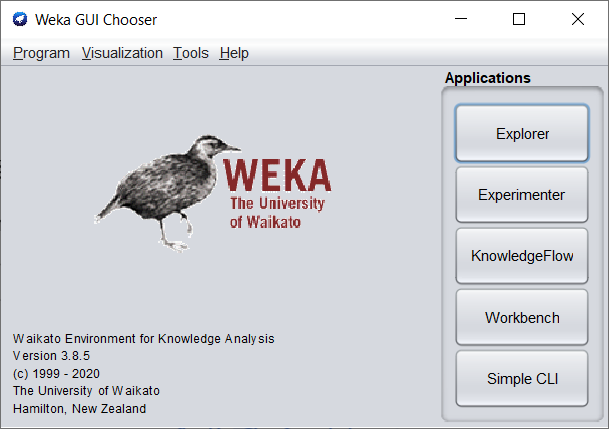 Weka GUI Chooser
Program Visualization Tools Help
Applications
Explorer
Experimenter
KnowledgeFlow
Workbench
Simple CLI
WEKA
The University
of Waikato
Waikato Environment for Knowledge Analysis
Version 3.8.5
(c) 1999 - 2020
The University of Waikato
Hamilton, New Zealand